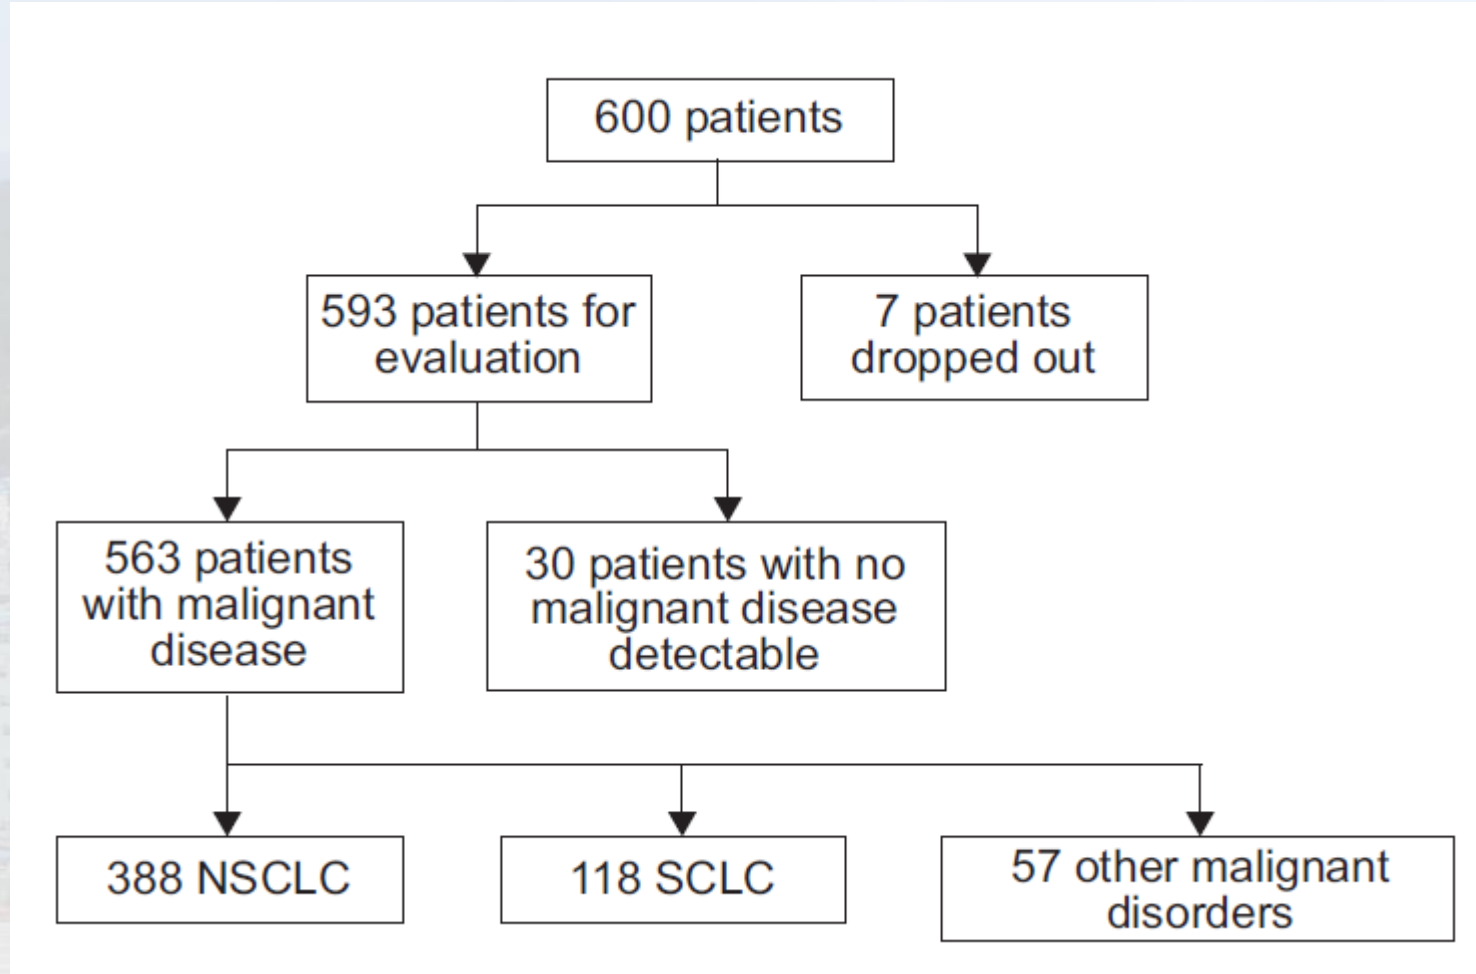 600 patients
593 patients for
evaluation
7 patients
dropped out
563 patients
with malignant
disease
30 patients with no
malignant disease
detectable
388 NSCLC
118 SCLC
57 other malignant
disorders